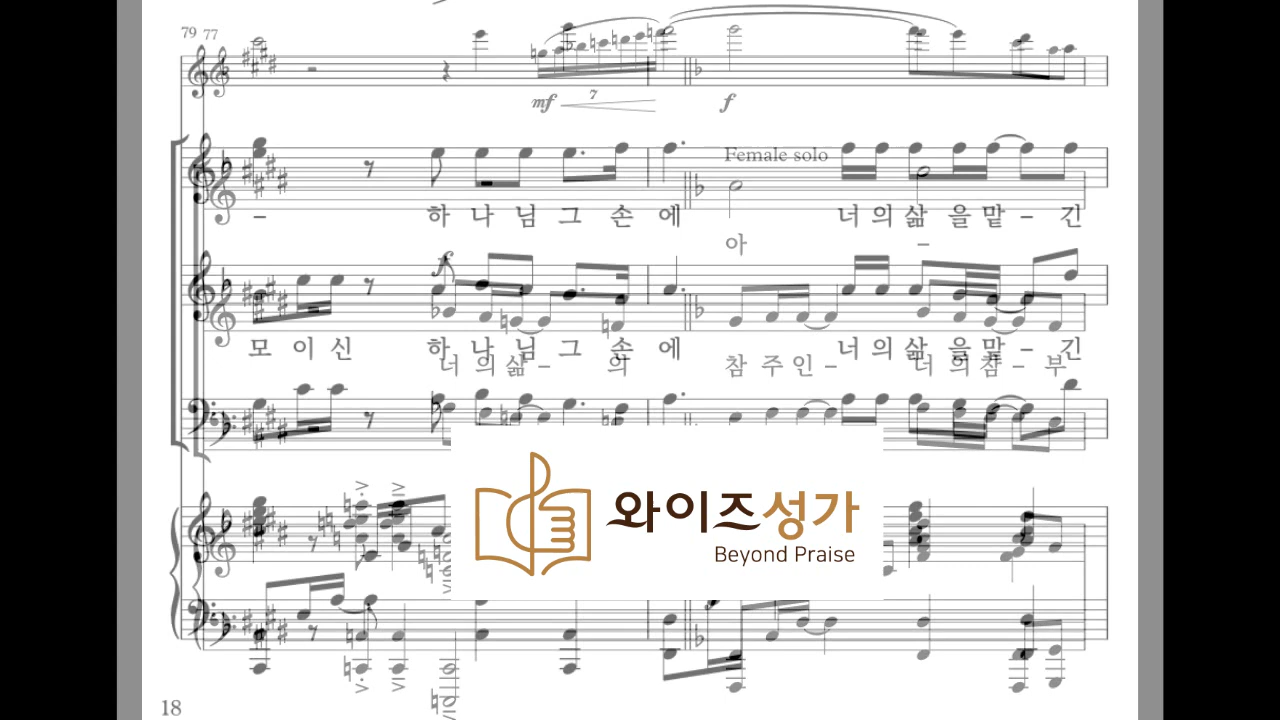 79 77
mf 7 f
Female solo
– 하 나 님 그 손 에 너 의 삶 을 맡 – 긴
아 –
모 이 신 하 나 님 그 손 에 너 의 삶 을 맡 – 긴
너 의 삶 – 의 참 주 인 – 너 의 참 – 부
와이즈성가
Beyond Praise
18